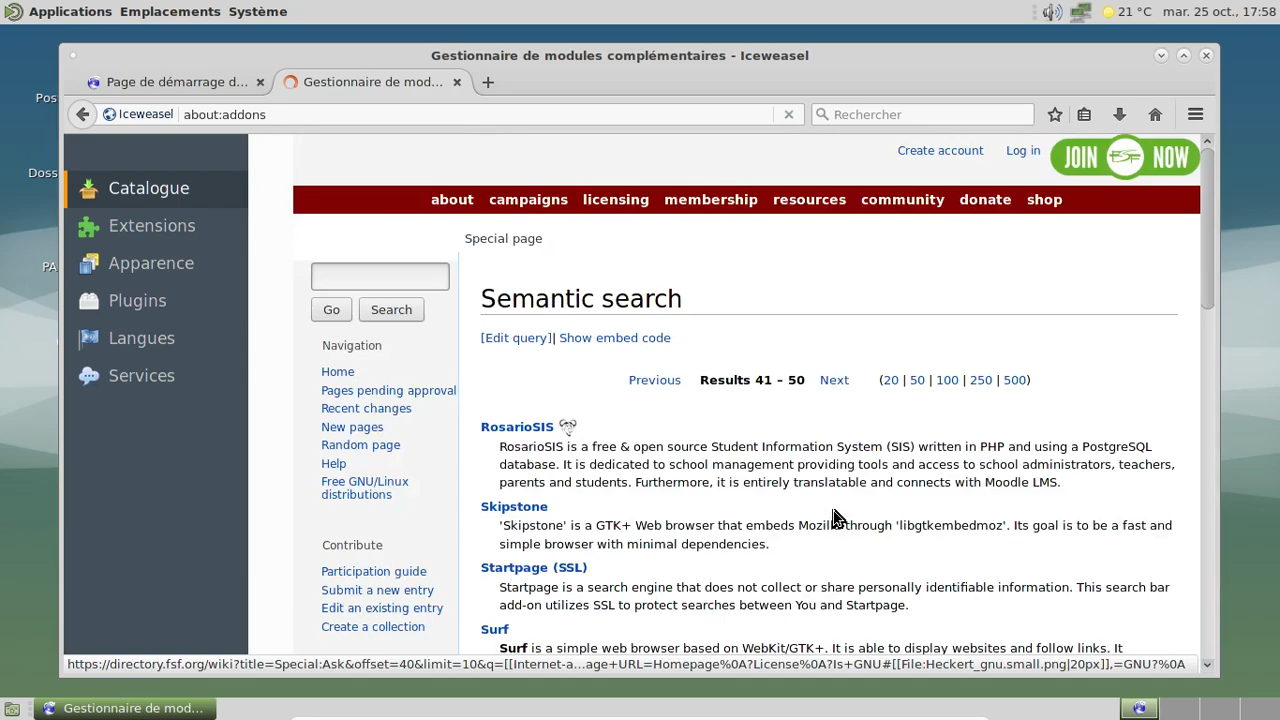 Applications Emplacements Système
21 °C mar. 25 oct., 17:58
Gestionnaire de modules complémentaires - Iceweasel
Page de démarrage d... Gestionnaire de mod...
Iceweasel about:addons Rechercher
Pos
Doss
PA
Catalogue
Extensions
Apparence
Plugins
Langues
Services
Create account Log in JOIN FSF NOW
about campaigns licensing membership resources community donate shop
Special page
Go Search
Navigation
Home
Pages pending approval
Recent changes
New pages
Random page
Help
Free GNU/Linux
distributions
Contribute
Participation guide
Submit a new entry
Edit an existing entry
Create a collection
Semantic search
[Edit query]| Show embed code
Previous Results 41 – 50 Next (20 | 50 | 100 | 250 | 500)
RosarioSIS
RosarioSIS is a free & open source Student Information System (SIS) written in PHP and using a PostgreSQL
database. It is dedicated to school management providing tools and access to school administrators, teachers,
parents and students. Furthermore, it is entirely translatable and connects with Moodle LMS.
Skipstone
'Skipstone' is a GTK+ Web browser that embeds Mozilla through 'libgtkembedmoz'. Its goal is to be a fast and
simple browser with minimal dependencies.
Startpage (SSL)
Startpage is a search engine that does not collect or share personally identifiable information. This search bar
add-on utilizes SSL to protect searches between You and Startpage.
Surf
Surf is a simple web browser based on WebKit/GTK+. It is able to display websites and follow links. It
https://directory.fsf.org/wiki?title=Special:Ask&offset=40&limit=10&q=[[Internet-a...age+URL=Homepage%0A?License%0A?Is+GNU#[[File:Heckert_gnu.small.png|20px]],=GNU?%0A
Gestionnaire de mod...